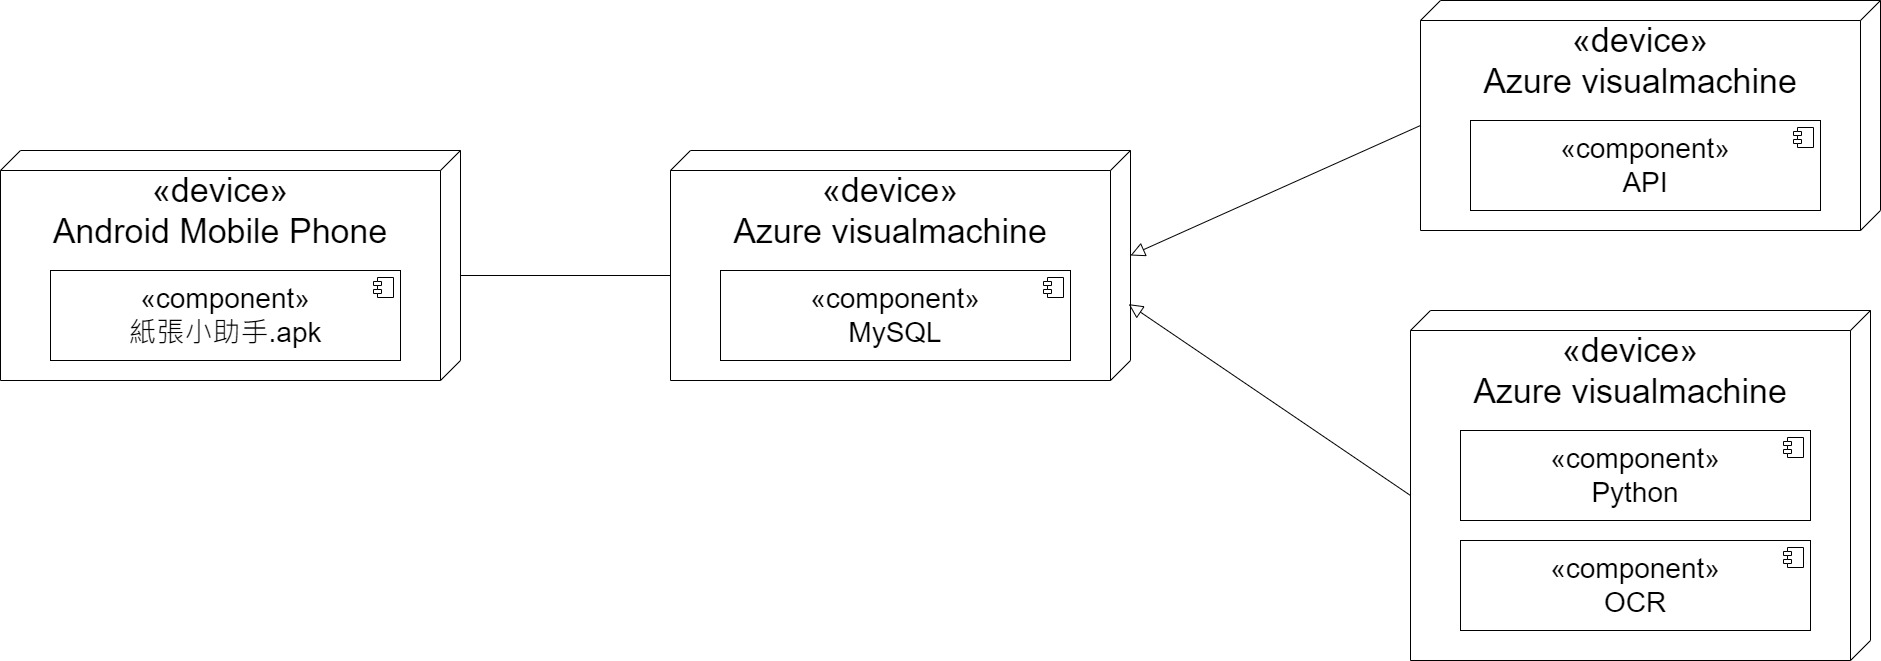 «device»
Android Mobile Phone
«component»
紙張小助手.apk
«device»
Azure visualmachine
«component»
MySQL
«device»
Azure visualmachine
«component»
API
«device»
Azure visualmachine
«component»
Python
«component»
OCR